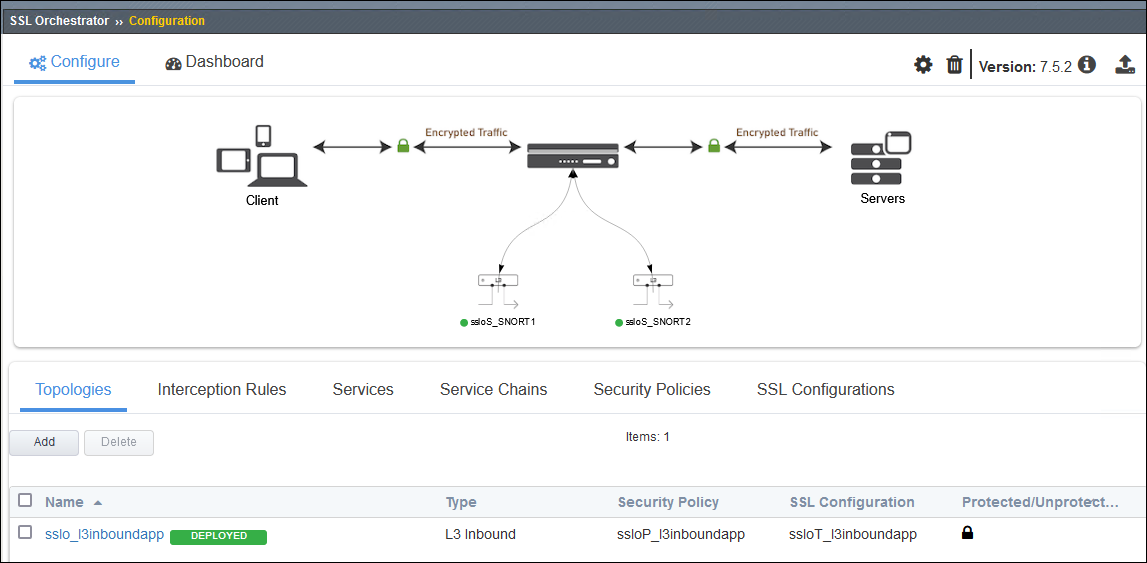 SSL Orchestrator ›› Configuration
Configure Dashboard Version: 7.5.2
Encrypted Traffic Encrypted Traffic
Client Servers
L3 L3
ssloS_SNORT1 ssloS_SNORT2
Topologies Interception Rules Services Service Chains Security Policies SSL Configurations
Add Delete Items: 1
Name Type Security Policy SSL Configuration Protected/Unprotect...
sslo_l3inboundapp DEPLOYED L3 Inbound ssloP_l3inboundapp ssloT_l3inboundapp